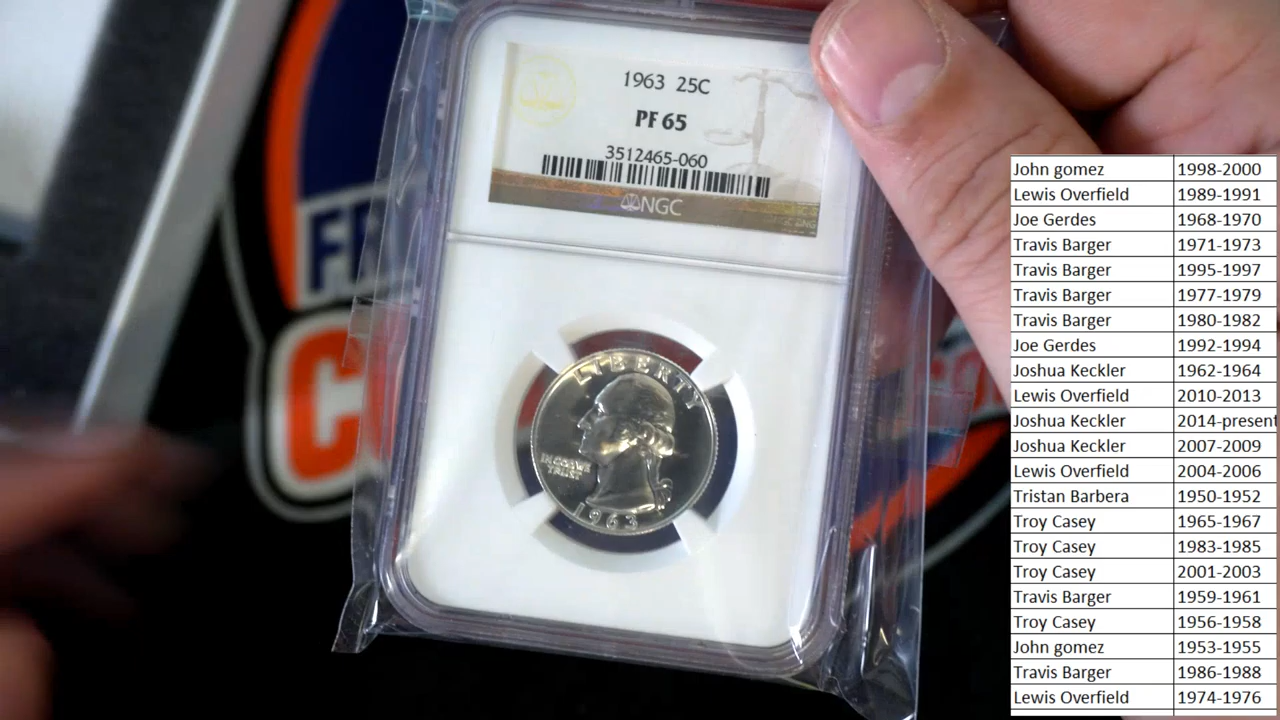 1963 25C
PF 65
3512465-060
NGC
LIBERTY
IN GOD WE
TRUST
1963
John gomez 1998-2000
Lewis Overfield 1989-1991
Joe Gerdes 1968-1970
Travis Barger 1971-1973
Travis Barger 1995-1997
Travis Barger 1977-1979
Travis Barger 1980-1982
Joe Gerdes 1992-1994
Joshua Keckler 1962-1964
Lewis Overfield 2010-2013
Joshua Keckler 2014-present
Joshua Keckler 2007-2009
Lewis Overfield 2004-2006
Tristan Barbera 1950-1952
Troy Casey 1965-1967
Troy Casey 1983-1985
Troy Casey 2001-2003
Travis Barger 1959-1961
Troy Casey 1956-1958
John gomez 1953-1955
Travis Barger 1986-1988
Lewis Overfield 1974-1976